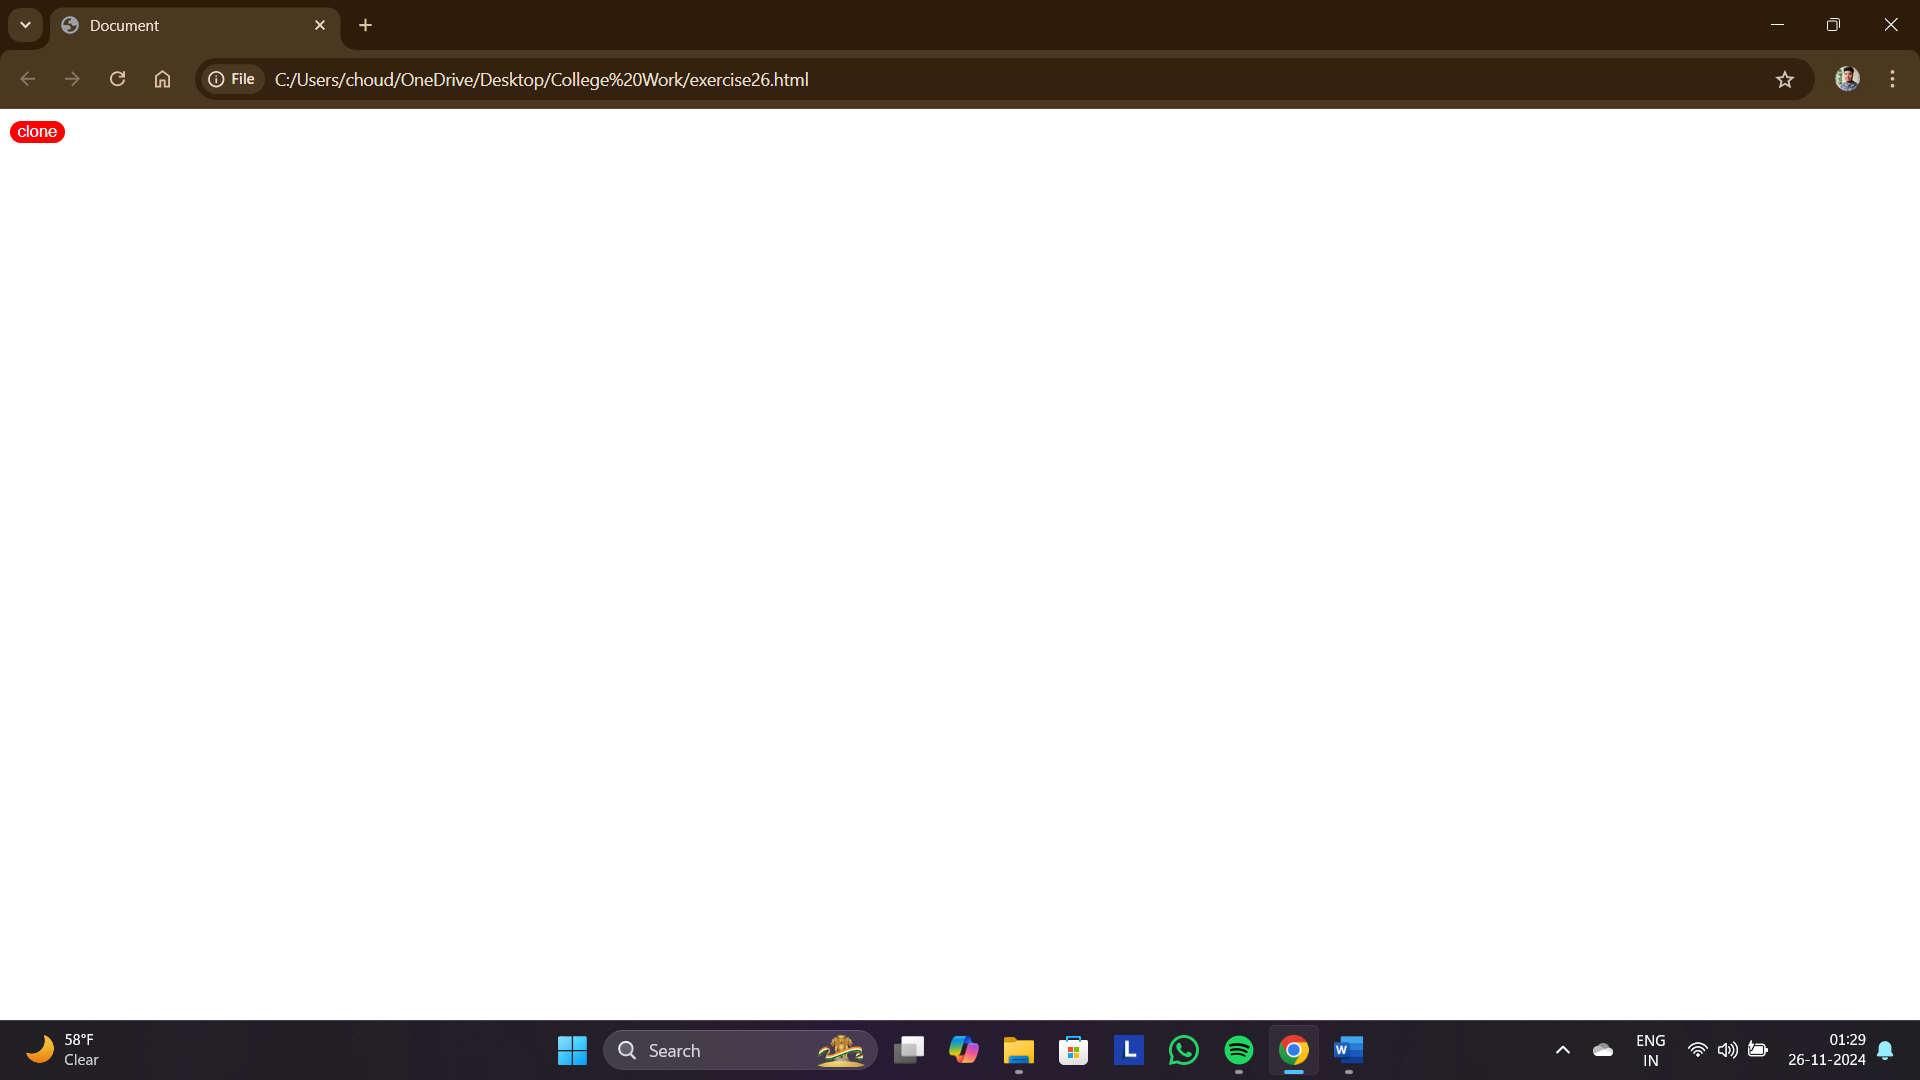 Document
File
C:/Users/choud/OneDrive/Desktop/College%20Work/exercise26.html
clone
58°F
Clear
Search
L
W
ENG
IN
01:29
26-11-2024